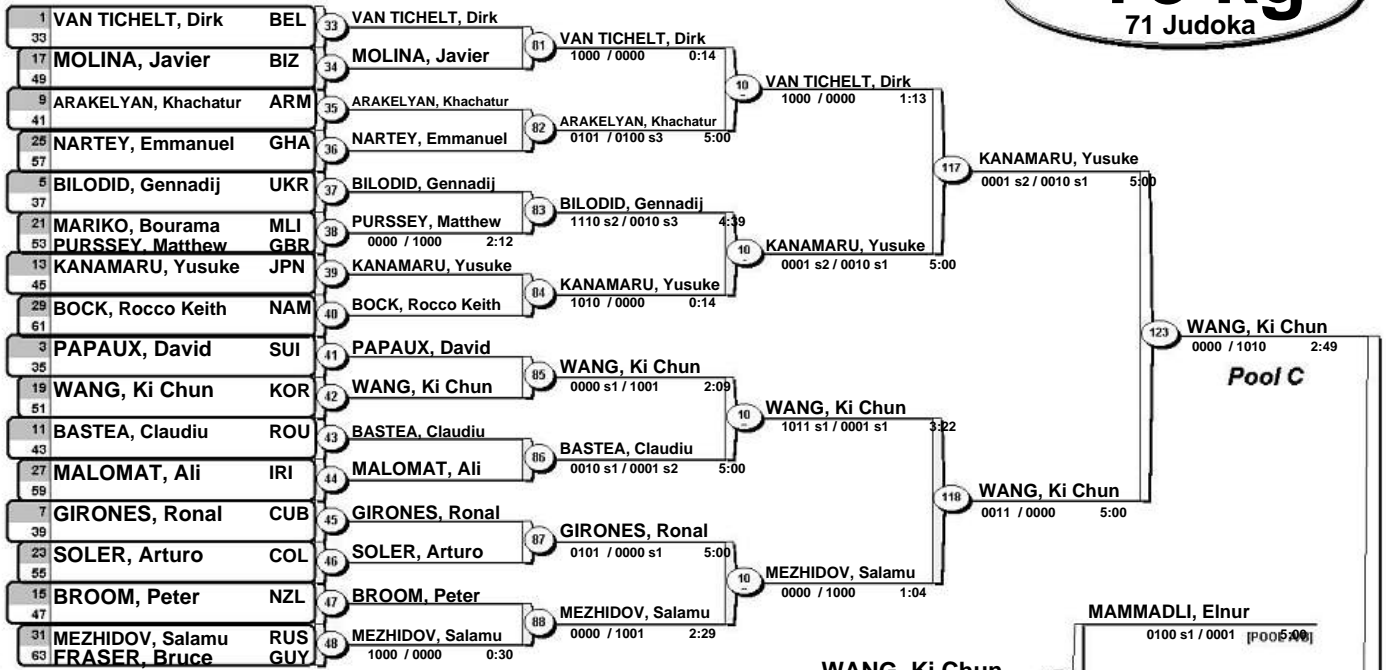 Kg
71 Judoka
1 VAN TICHELT, Dirk BEL
33
17 MOLINA, Javier BIZ
49
9 ARAKELYAN, Khachatur ARM
41
25 NARTEY, Emmanuel GHA
57
5 BILODID, Gennadij UKR
37
21 MARIKO, Bourama MLI
53 PURSSEY, Matthew GBR
13 KANAMARU, Yusuke JPN
45
29 BOCK, Rocco Keith NAM
61
3 PAPAUX, David SUI
35
19 WANG, Ki Chun KOR
51
11 BASTEA, Claudiu ROU
43
27 MALOMAT, Ali IRI
59
7 GIRONES, Ronal CUB
39
23 SOLER, Arturo COL
55
15 BROOM, Peter NZL
47
31 MEZHIDOV, Salamu RUS
63 FRASER, Bruce GUY
33 VAN TICHELT, Dirk
34 MOLINA, Javier
35 ARAKELYAN, Khachatur
36 NARTEY, Emmanuel
37 BILODID, Gennadij
38 PURSSEY, Matthew
0000 / 1000 2:12
39 KANAMARU, Yusuke
40 BOCK, Rocco Keith
41 PAPAUX, David
42 WANG, Ki Chun
43 BASTEA, Claudiu
44 MALOMAT, Ali
45 GIRONES, Ronal
46 SOLER, Arturo
47 BROOM, Peter
48 MEZHIDOV, Salamu
1000 / 0000 0:30
81 VAN TICHELT, Dirk
1000 / 0000 0:14
82 ARAKELYAN, Khachatur
0101 / 0100 s3 5:00
83 BILODID, Gennadij
1110 s2 / 0010 s3 4:39
84 KANAMARU, Yusuke
1010 / 0000 0:14
85 WANG, Ki Chun
0000 s1 / 1001 2:09
86 BASTEA, Claudiu
0010 s1 / 0001 s2 5:00
87 GIRONES, Ronal
0101 / 0000 s1 5:00
88 MEZHIDOV, Salamu
0000 / 1001 2:29
10 VAN TICHELT, Dirk
1000 / 0000 1:13
10 KANAMARU, Yusuke
0001 s2 / 0010 s1 5:00
10 WANG, Ki Chun
1011 s1 / 0001 s1 3:22
10 MEZHIDOV, Salamu
0000 / 1000 1:04
117 KANAMARU, Yusuke
0001 s2 / 0010 s1 5:00
118 WANG, Ki Chun
0011 / 0000 5:00
123 WANG, Ki Chun
0000 / 1010 2:49
Pool C
MAMMADLI, Elnur
0100 s1 / 0001 5:00
WANG, Ki Chun